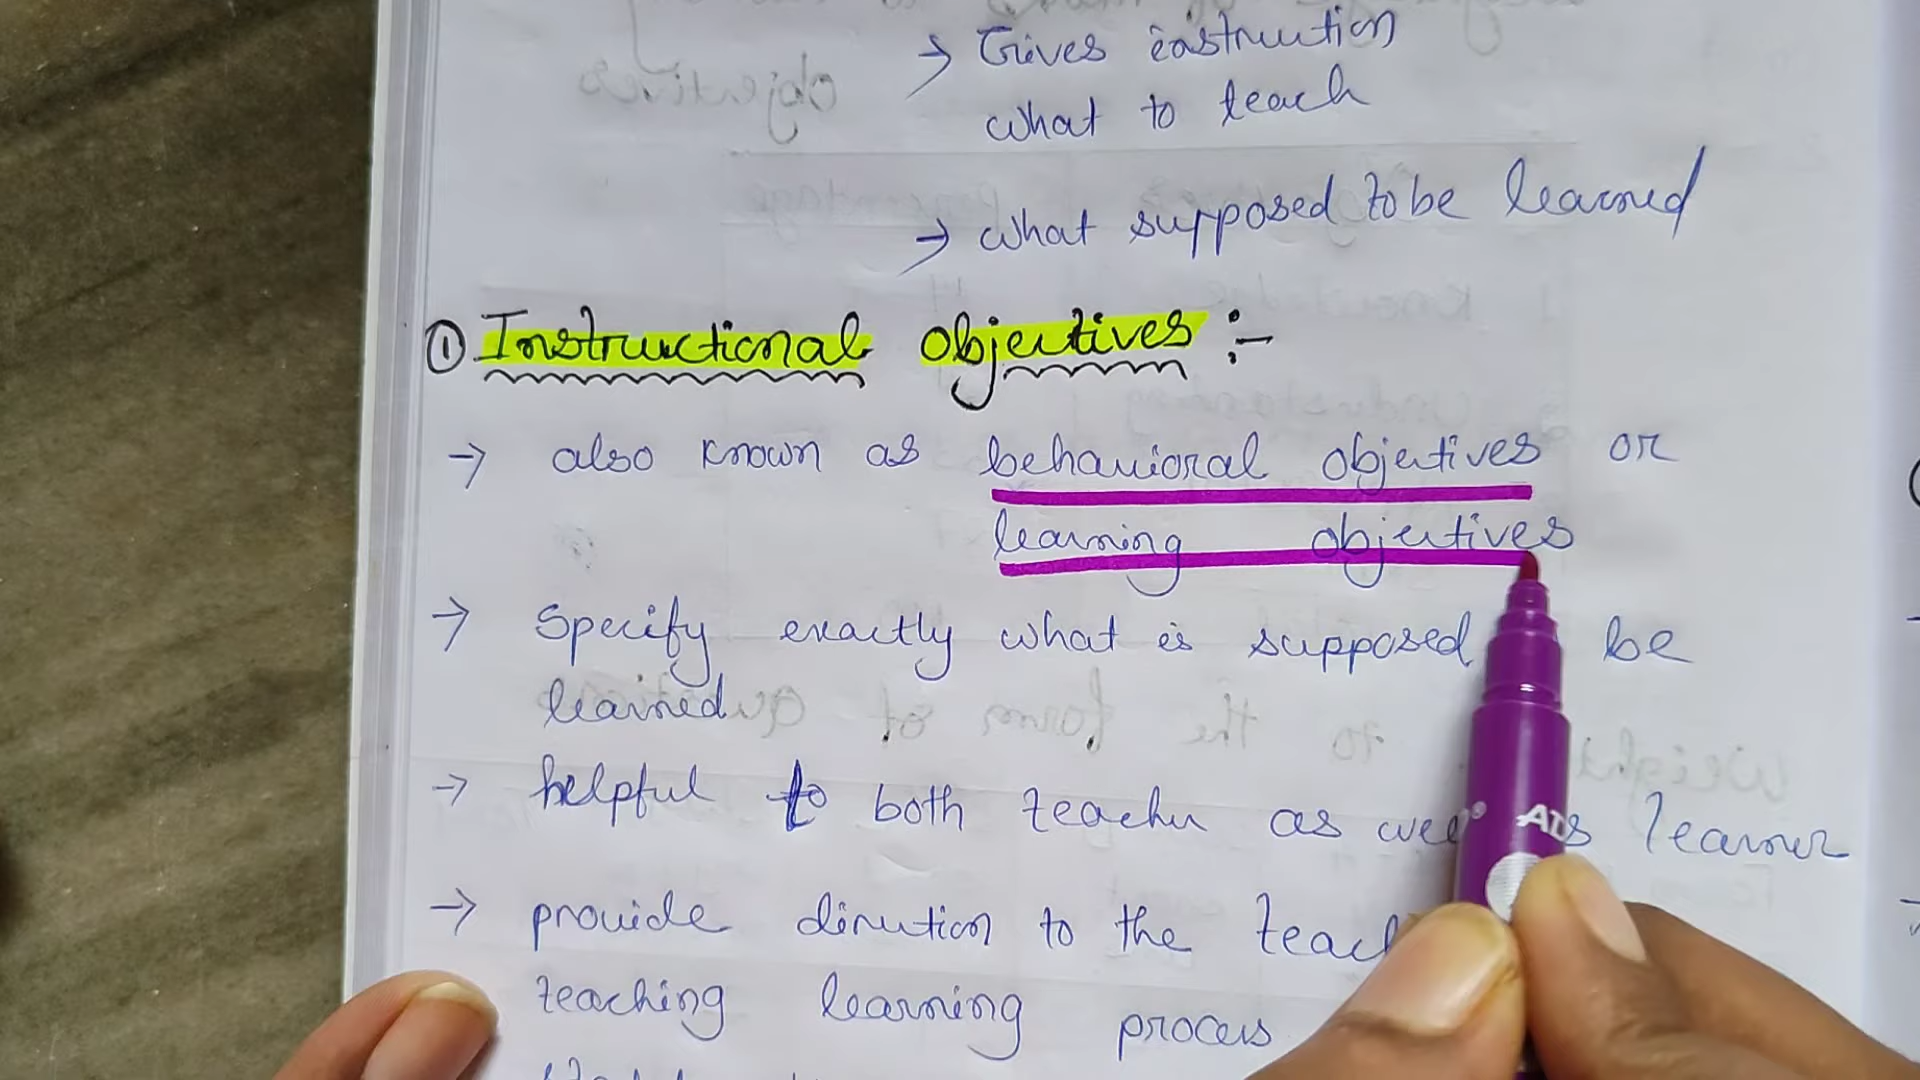 → Gives instruction
what to teach
→ what supposed to be learned
① Instructional objectives :-
→ also known as behavioral objectives or
learning objectives
→ Specify exactly what is supposed be
learned
→ helpful to both teacher as learner
→ provide direction to the
teaching learning process